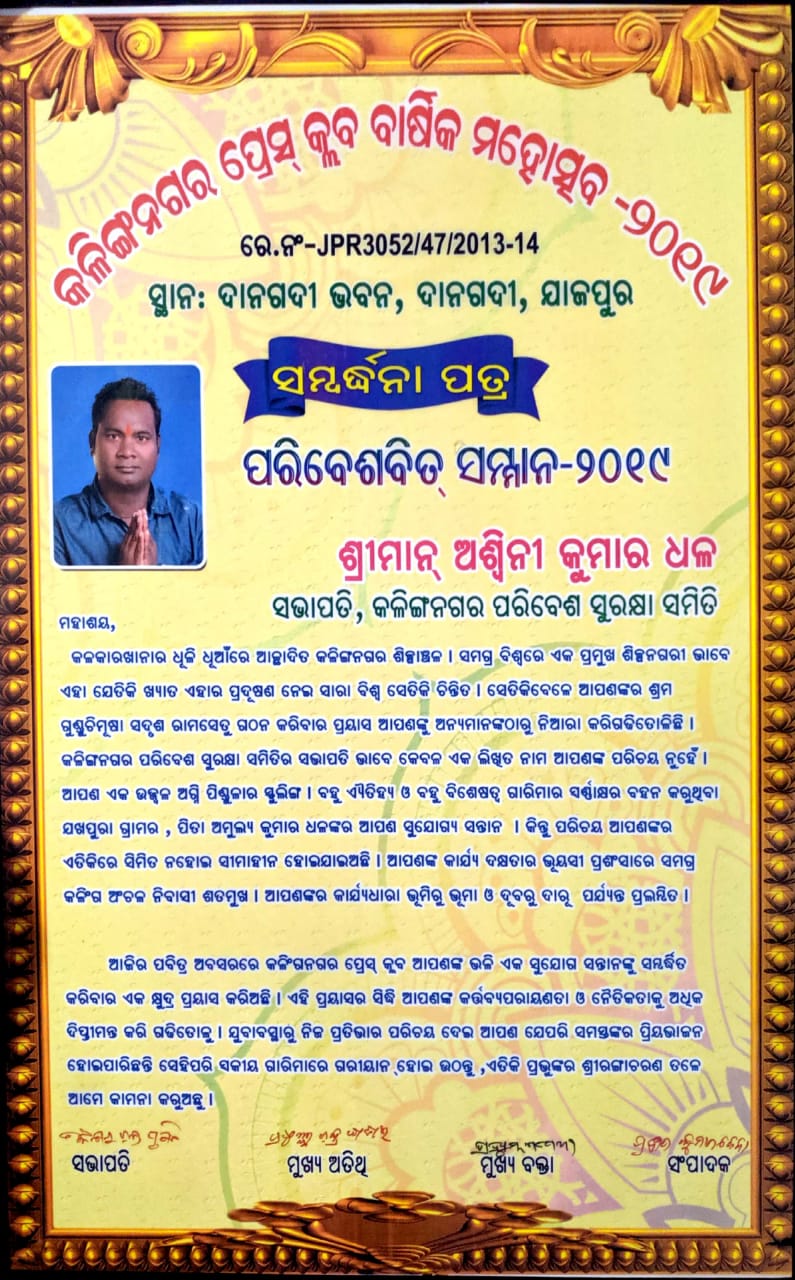 କଳିଙ୍ଗନଗର ପ୍ରେସ୍ କ୍ଲବ ବାର୍ଷିକ ମହୋତ୍ସବ -୨୦୧୯
ରେ.ନଂ-JPR3052/47/2013-14
ସ୍ଥାନ: ଦାନଗଦୀ ଭବନ, ଦାନଗଦୀ, ଯାଜପୁର
ସମ୍ବର୍ଦ୍ଧନା ପତ୍ର
ପରିବେଶବିତ୍ ସମ୍ମାନ-୨୦୧୯
ଶ୍ରୀମାନ୍ ଅଶ୍ୱିନୀ କୁମାର ଧଳ
ସଭାପତି, କଳିଙ୍ଗନଗର ପରିବେଶ ସୁରକ୍ଷା ସମିତି
ମହାଶୟ,
କଳକାରଖାନାର ଧୂଳି ଧୂଆଁରେ ଆଚ୍ଛାଦିତ କଳିଙ୍ଗନଗର ଶିଳ୍ପାଞ୍ଚଳ । ସମଗ୍ର ବିଶ୍ୱରେ ଏକ ପ୍ରମୁଖ ଶିଳ୍ପନଗରୀ ଭାବେ
ଏହା ଯେତିକି ଖ୍ୟାତ ଏହାର ପ୍ରଦୂଷଣ ନେଇ ସାରା ବିଶ୍ୱ ସେତିକି ଚିନ୍ତିତ । ସେତିକିବେଳେ ଆପଣଙ୍କର ଶ୍ରମ
ଗୁଣ୍ଡୁଚିମୂଷା ସଦୃଶ ରାମସେତୁ ଗଠନ କରିବାର ପ୍ରୟାସ ଆପଣଙ୍କୁ ଅନ୍ୟମାନଙ୍କଠାରୁ ନିଆରା କରିଗଢିତୋଳିଛି ।
କଳିଙ୍ଗନଗର ପରିବେଶ ସୁରକ୍ଷା ସମିତିର ସଭାପତି ଭାବେ କେବଳ ଏକ ଲିଖିତ ନାମ ଆପଣଙ୍କ ପରିଚୟ ନୁହେଁ ।
ଆପଣ ଏକ ଉଜ୍ଜ୍ୱଳ ଅଗ୍ନି ପିଣ୍ଡୁଳାର ସ୍ଫୁଲିଙ୍ଗ । ବହୁ ଐତିହ୍ୟ ଓ ବହୁ ବିଶେଷତ୍ୱ ଗାରିମାର ସର୍ଣ୍ଣାକ୍ଷର ବହନ କରୁଥିବା
ଯଖପୁରା ଗ୍ରାମର , ପିତା ଅମୁଲ୍ୟ କୁମାର ଧଳଙ୍କର ଆପଣ ସୁଯୋଗ୍ୟ ସନ୍ତାନ । କିନ୍ତୁ ପରିଚୟ ଆପଣଙ୍କର
ଏତିକିରେ ସିମିତ ନହୋଇ ସୀମାହୀନ ହୋଇଯାଇଅଛି । ଆପଣଙ୍କ କାର୍ଯ୍ୟ ଦକ୍ଷତାର ଭୂୟସୀ ପ୍ରଶଂସାରେ ସମଗ୍ର
କଳିଂଗ ଅଂଚଳ ନିବାସୀ ଶତମୁଖ । ଆପଣଙ୍କର କାର୍ଯ୍ୟଧାରା ଭୂମିରୁ ଭୂମା ଓ ଦୂବରୁ ଦାରୂ ପର୍ଯ୍ୟନ୍ତ ପ୍ରଲମ୍ବିତ ।
ଆଜିର ପବିତ୍ର ଅବସରରେ କଳିଂଗନଗର ପ୍ରେସ୍ କ୍ଲବ ଆପଣଙ୍କ ଭଳି ଏକ ସୁଯୋଗ ସନ୍ତାନଙ୍କୁ ସମ୍ବର୍ଦ୍ଧିତ
କରିବାର ଏକ କ୍ଷୁଦ୍ର ପ୍ରୟାସ କରିଅଛି । ଏହି ପ୍ରୟାସର ସିଦ୍ଧି ଆପଣଙ୍କ କର୍ତ୍ତବ୍ୟପରାୟଣତା ଓ ନୈତିକତାକୁ ଅଧିକ
ଦିପ୍ତୀମନ୍ତ କରି ଗଢିତୋଳୁ । ଯୁବାବସ୍ଥାରୁ ନିଜ ପ୍ରତିଭାର ପରିଚୟ ଦେଇ ଆପଣ ଯେପରି ସମସ୍ତଙ୍କର ପ୍ରିୟଭାଜନ
ହୋଇପାରିଛନ୍ତି ସେହିପରି ସକୀୟ ଗାରିମାରେ ଗରୀୟାନ୍ ହୋଇ ଉଠନ୍ତୁ ,ଏତିକି ପ୍ରଭୁଙ୍କର ଶ୍ରୀରଙ୍ଗାଚରଣ ତଳେ
ଆମେ କାମନା କରୁଅଛୁ ।
ସଭାପତି ମୁଖ୍ୟ ଅତିଥି ମୁଖ୍ୟ ବକ୍ତା ସଂପାଦକ